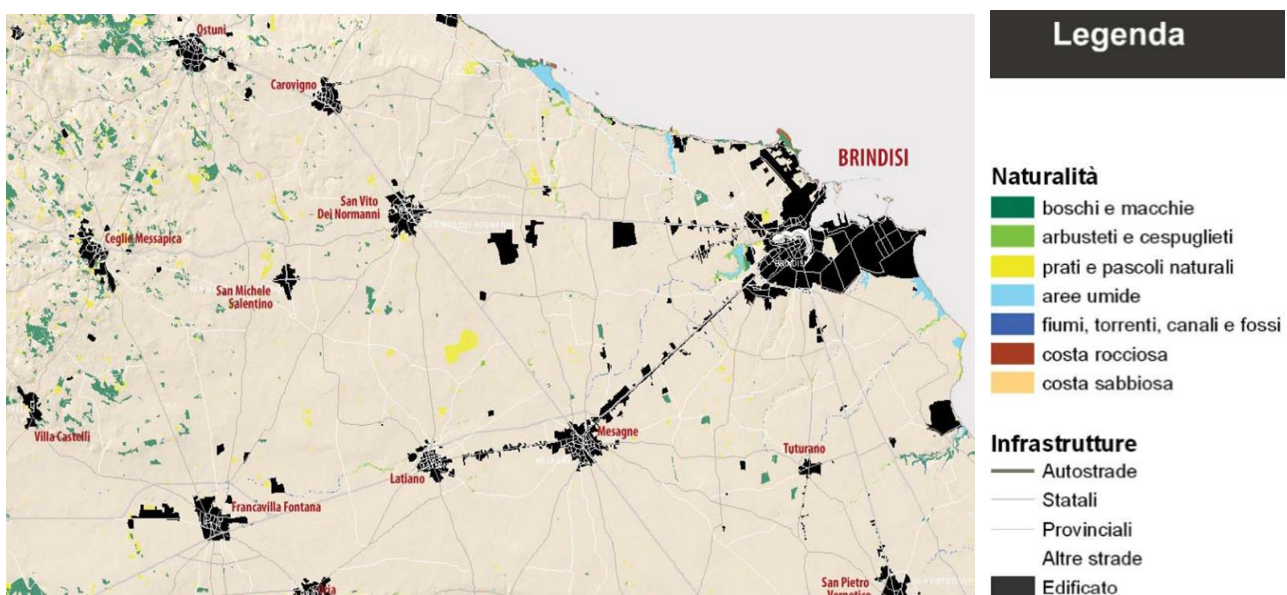 Ostuni
Carovigno
BRINDISI
San Vito
Dei Normanni
Ceglie Messapica
San Michele
Salentino
BRINDISI
Villa Castelli
Mesagne
Latiano
Tuturano
Francavilla Fontana
San Pietro
Vernotico
Legenda
Naturalità
boschi e macchie
arbusteti e cespuglieti
prati e pascoli naturali
aree umide
fiumi, torrenti, canali e fossi
costa rocciosa
costa sabbiosa
Infrastrutture
Autostrade
Statali
Provinciali
Altre strade
Edificato